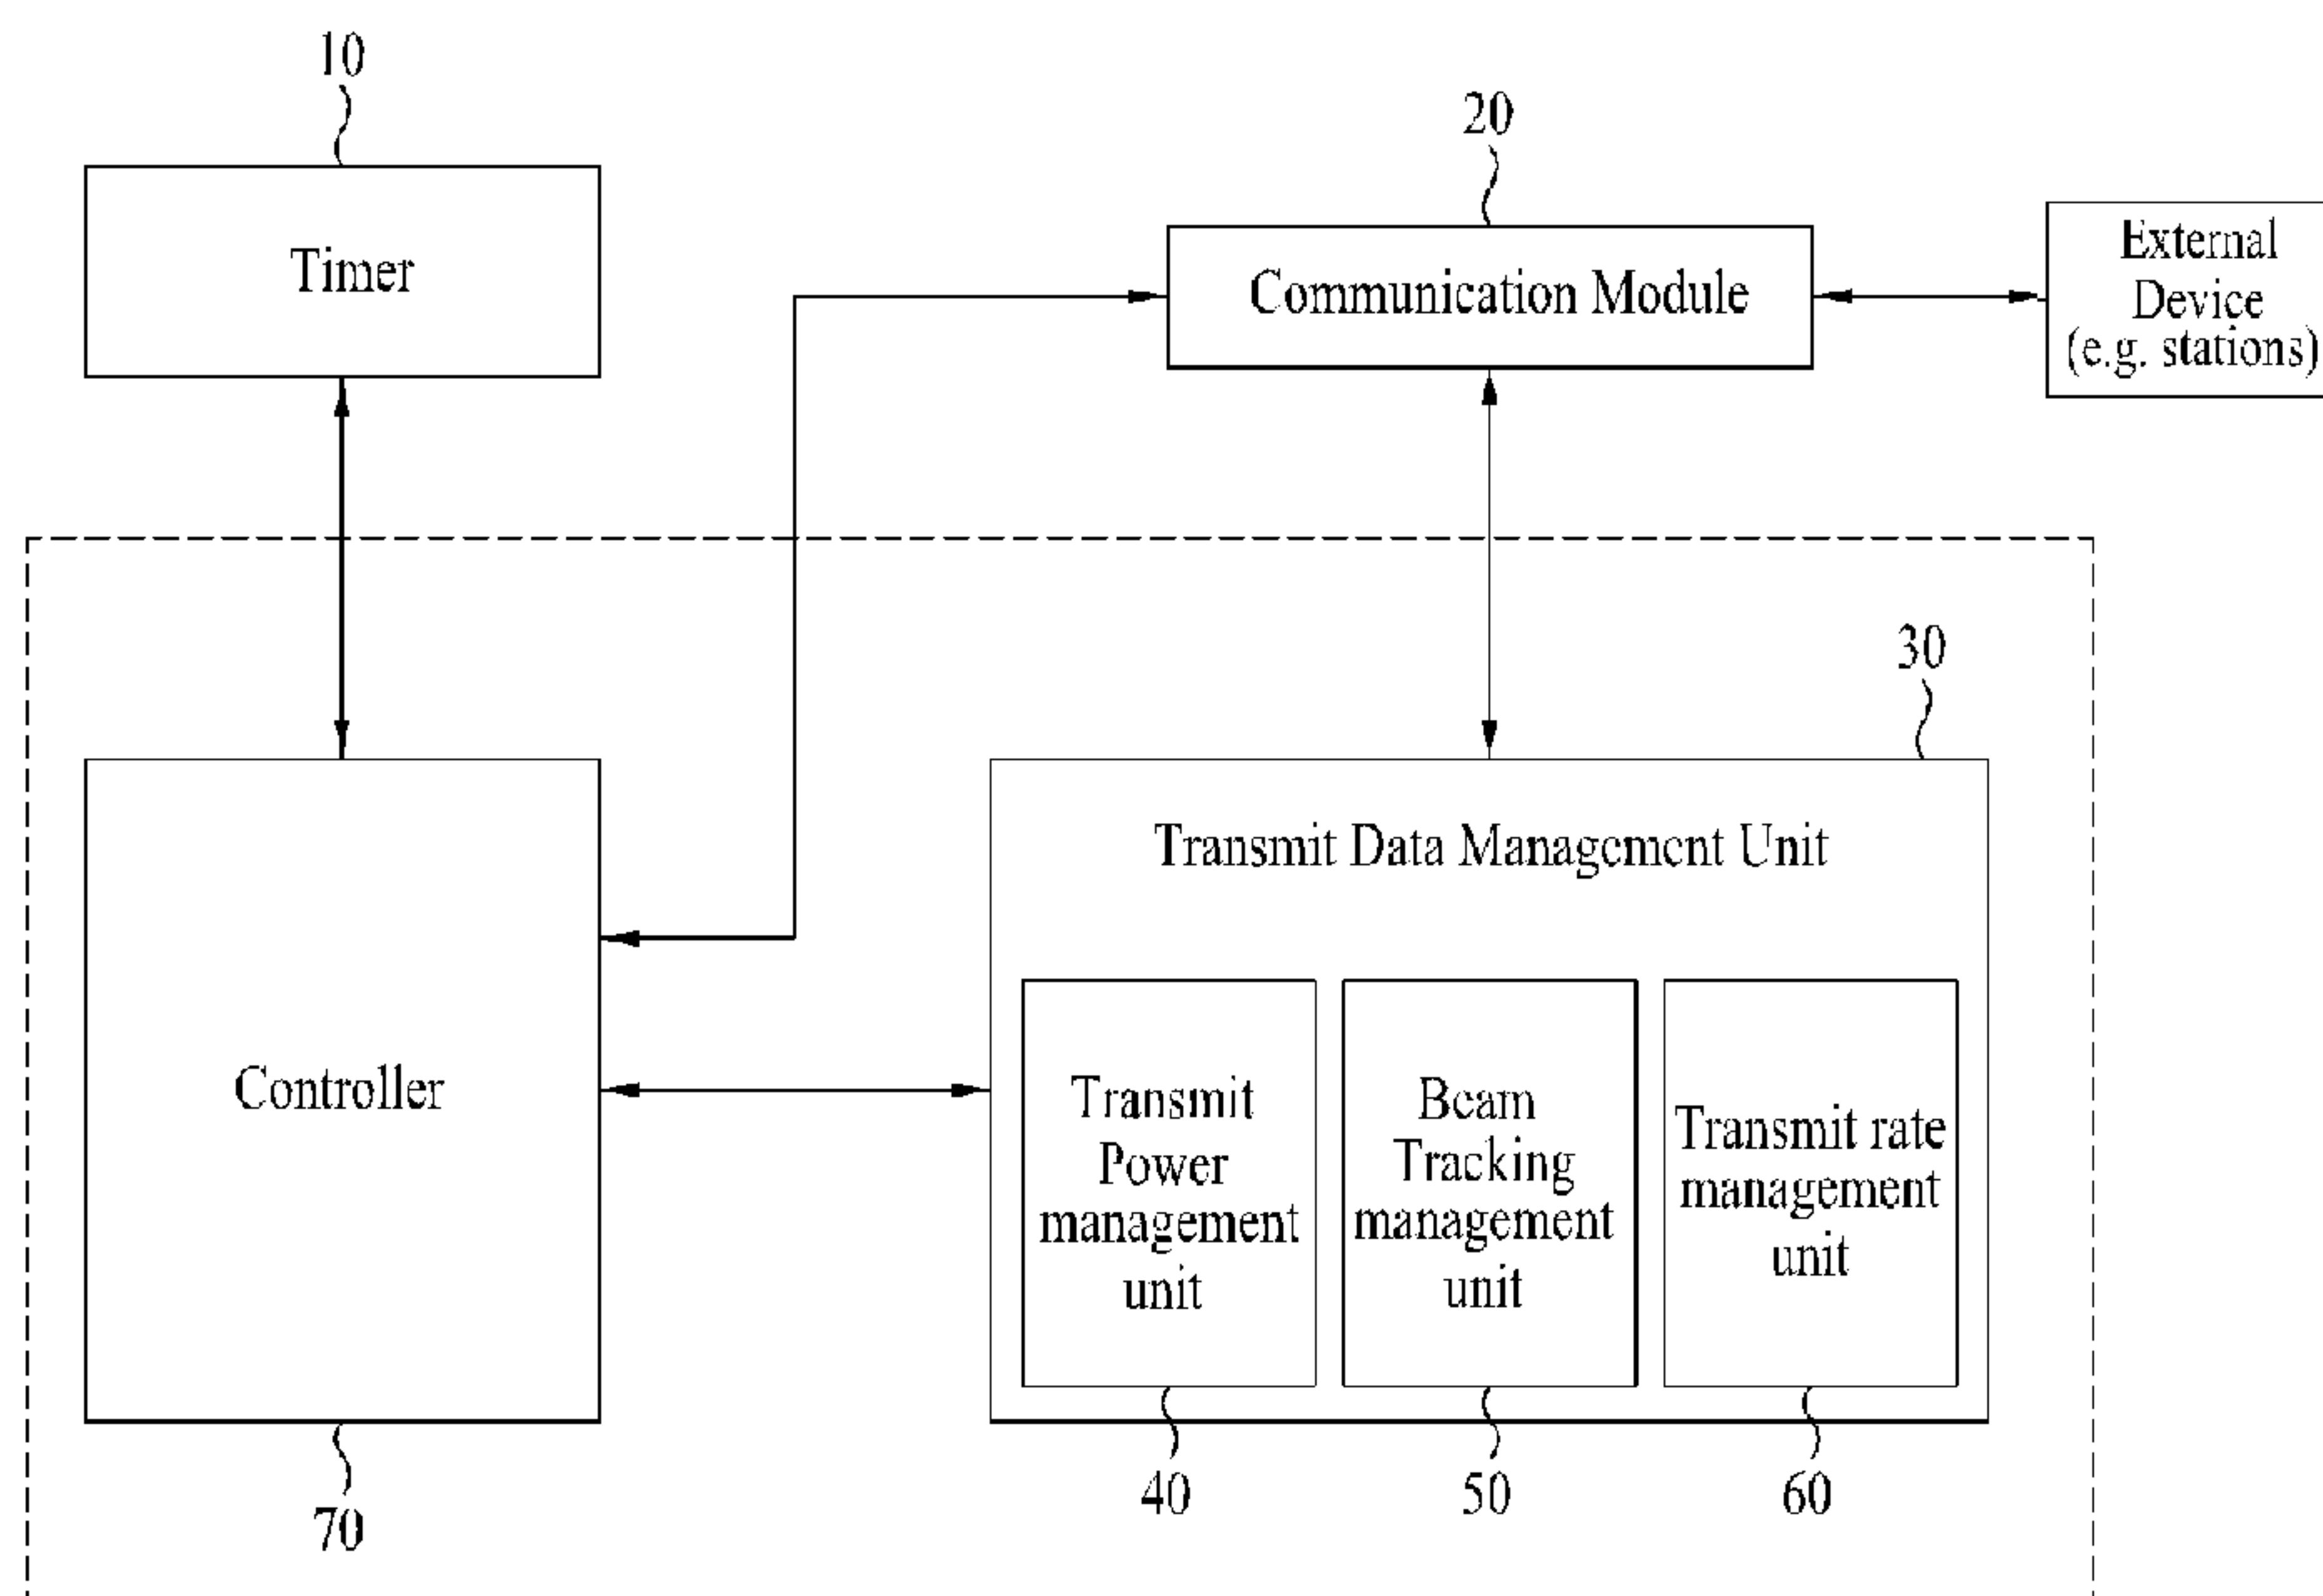 10
20
Timer
Communication Module
External
Device
(e.g. stations)
30
Transmit Data Management Unit
Controller
Transmit
Power
management
unit
Beam
Tracking
management
unit
Transmit rate
management
unit
40
50
60
70